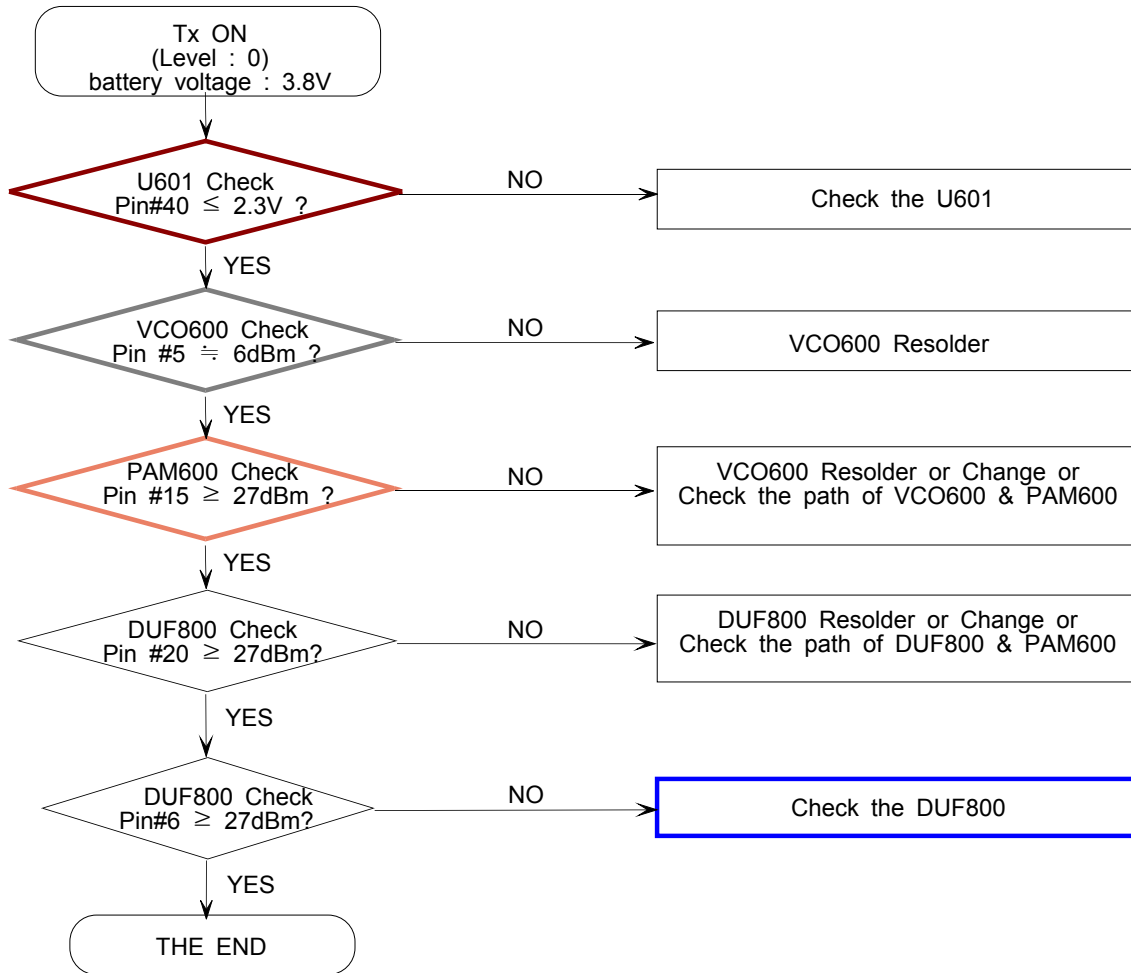 Tx ON
(Level : 0)
battery voltage : 3.8V
U601 Check
Pin#40 ≤ 2.3V ?
NO
Check the U601
YES
VCO600 Check
Pin #5 ≒ 6dBm ?
NO
VCO600 Resolder
YES
PAM600 Check
Pin #15 ≥ 27dBm ?
NO
VCO600 Resolder or Change or
Check the path of VCO600 & PAM600
YES
DUF800 Check
Pin #20 ≥ 27dBm?
NO
DUF800 Resolder or Change or
Check the path of DUF800 & PAM600
YES
DUF800 Check
Pin#6 ≥ 27dBm?
NO
Check the DUF800
YES
THE END